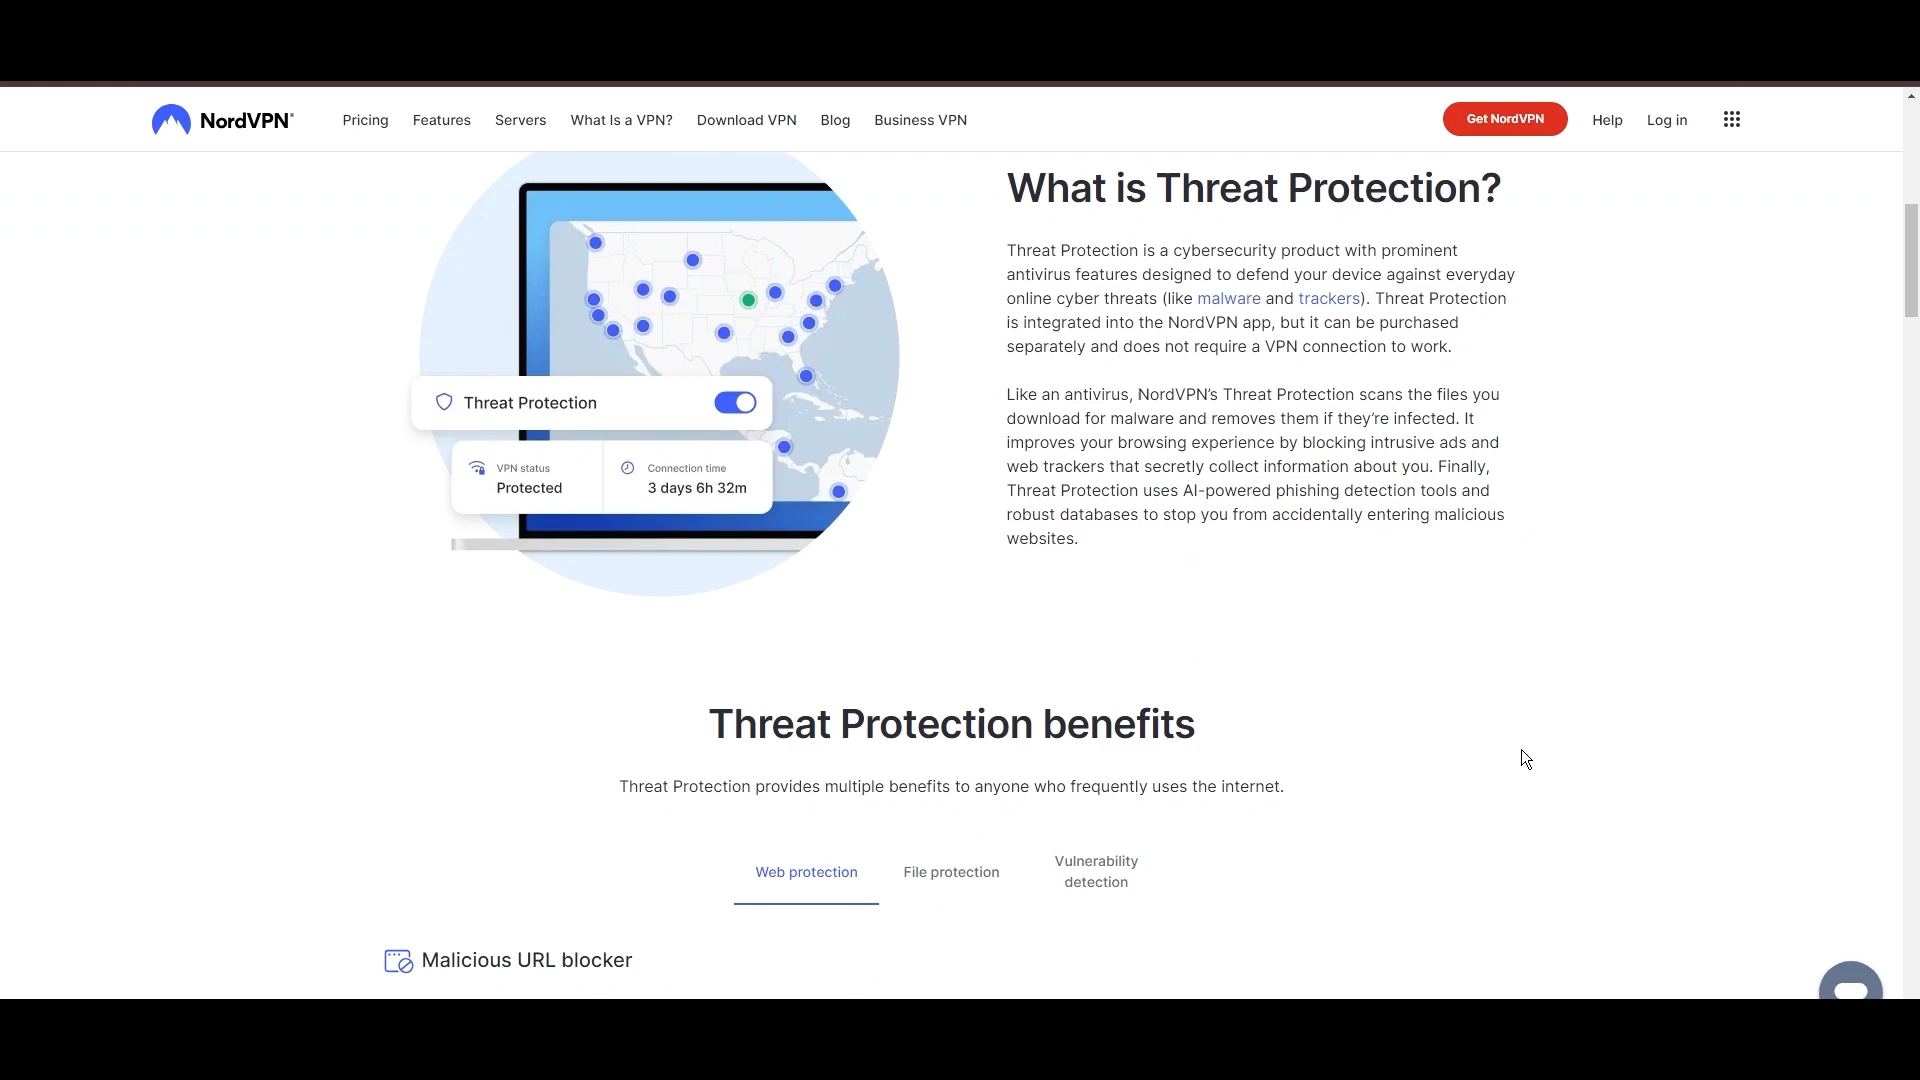 NordVPN®
Pricing
Features
Servers
What Is a VPN?
Download VPN
Blog
Business VPN
Get NordVPN
Help
Log in
What is Threat Protection?
Threat Protection is a cybersecurity product with prominent
antivirus features designed to defend your device against everyday
online cyber threats (like malware and trackers). Threat Protection
is integrated into the NordVPN app, but it can be purchased
separately and does not require a VPN connection to work.
Like an antivirus, NordVPN’s Threat Protection scans the files you
download for malware and removes them if they’re infected. It
improves your browsing experience by blocking intrusive ads and
web trackers that secretly collect information about you. Finally,
Threat Protection uses AI-powered phishing detection tools and
robust databases to stop you from accidentally entering malicious
websites.
Threat Protection
VPN status
Protected
Connection time
3 days 6h 32m
Threat Protection benefits
Threat Protection provides multiple benefits to anyone who frequently uses the internet.
Web protection
File protection
Vulnerability
detection
Malicious URL blocker